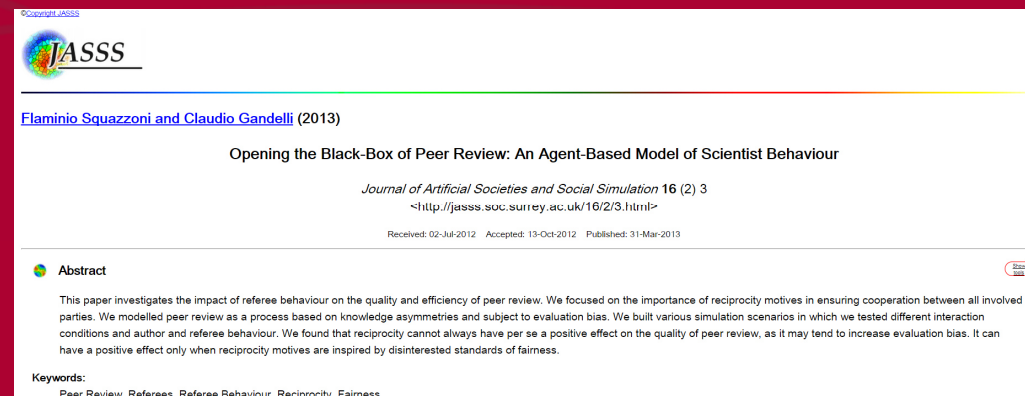 ©Copyright JASSS
JASSS
Flaminio Squazzoni and Claudio Gandelli (2013)
Opening the Black-Box of Peer Review: An Agent-Based Model of Scientist Behaviour
Journal of Artificial Societies and Social Simulation 16 (2) 3
<http://jasss.soc.surrey.ac.uk/16/2/3.html>
Received: 02-Jul-2012 Accepted: 13-Oct-2012 Published: 31-Mar-2013
Abstract
This paper investigates the impact of referee behaviour on the quality and efficiency of peer review. We focused on the importance of reciprocity motives in ensuring cooperation between all involved
parties. We modelled peer review as a process based on knowledge asymmetries and subject to evaluation bias. We built various simulation scenarios in which we tested different interaction
conditions and author and referee behaviour. We found that reciprocity cannot always have per se a positive effect on the quality of peer review, as it may tend to increase evaluation bias. It can
have a positive effect only when reciprocity motives are inspired by disinterested standards of fairness.
Keywords:
Peer Review, Referees, Referee Behaviour, Reciprocity, Fairness